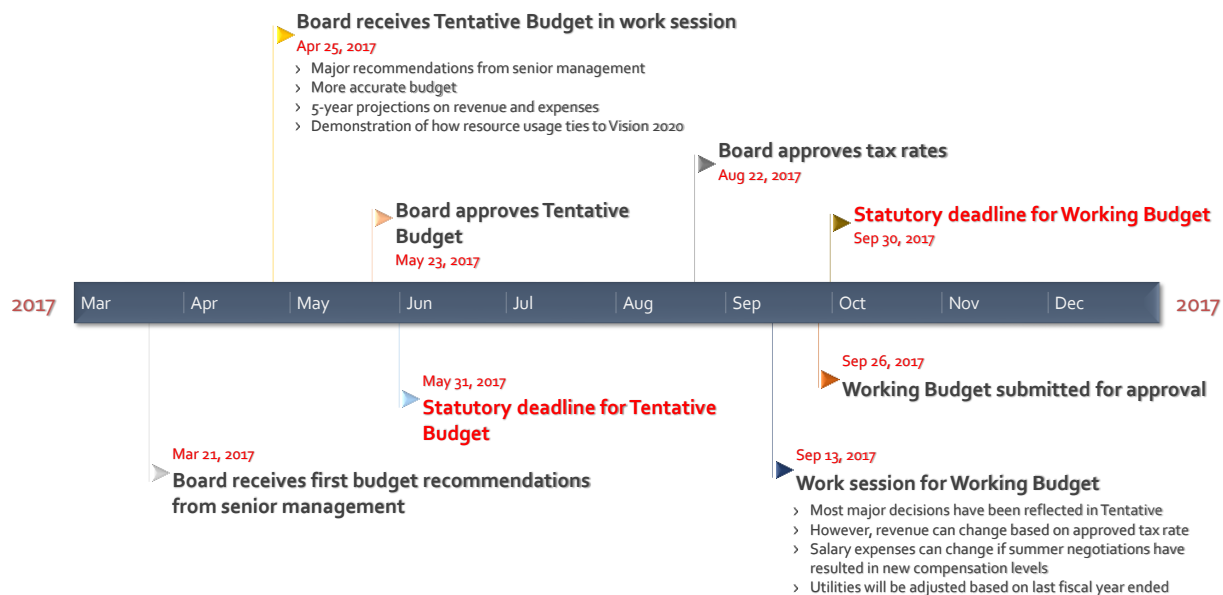 Board receives Tentative Budget in work session
Apr 25, 2017
› Major recommendations from senior management
› More accurate budget
› 5-year projections on revenue and expenses
› Demonstration of how resource usage ties to Vision 2020
Board approves tax rates
Aug 22, 2017
Board approves Tentative
Budget
May 23, 2017
Statutory deadline for Working Budget
Sep 30, 2017
2017 Mar Apr May Jun Jul Aug Sep Oct Nov Dec 2017
May 31, 2017
Statutory deadline for Tentative
Budget
Sep 26, 2017
Working Budget submitted for approval
Mar 21, 2017
Board receives first budget recommendations
from senior management
Sep 13, 2017
Work session for Working Budget
› Most major decisions have been reflected in Tentative
› However, revenue can change based on approved tax rate
› Salary expenses can change if summer negotiations have
resulted in new compensation levels
› Utilities will be adjusted based on last fiscal year ended